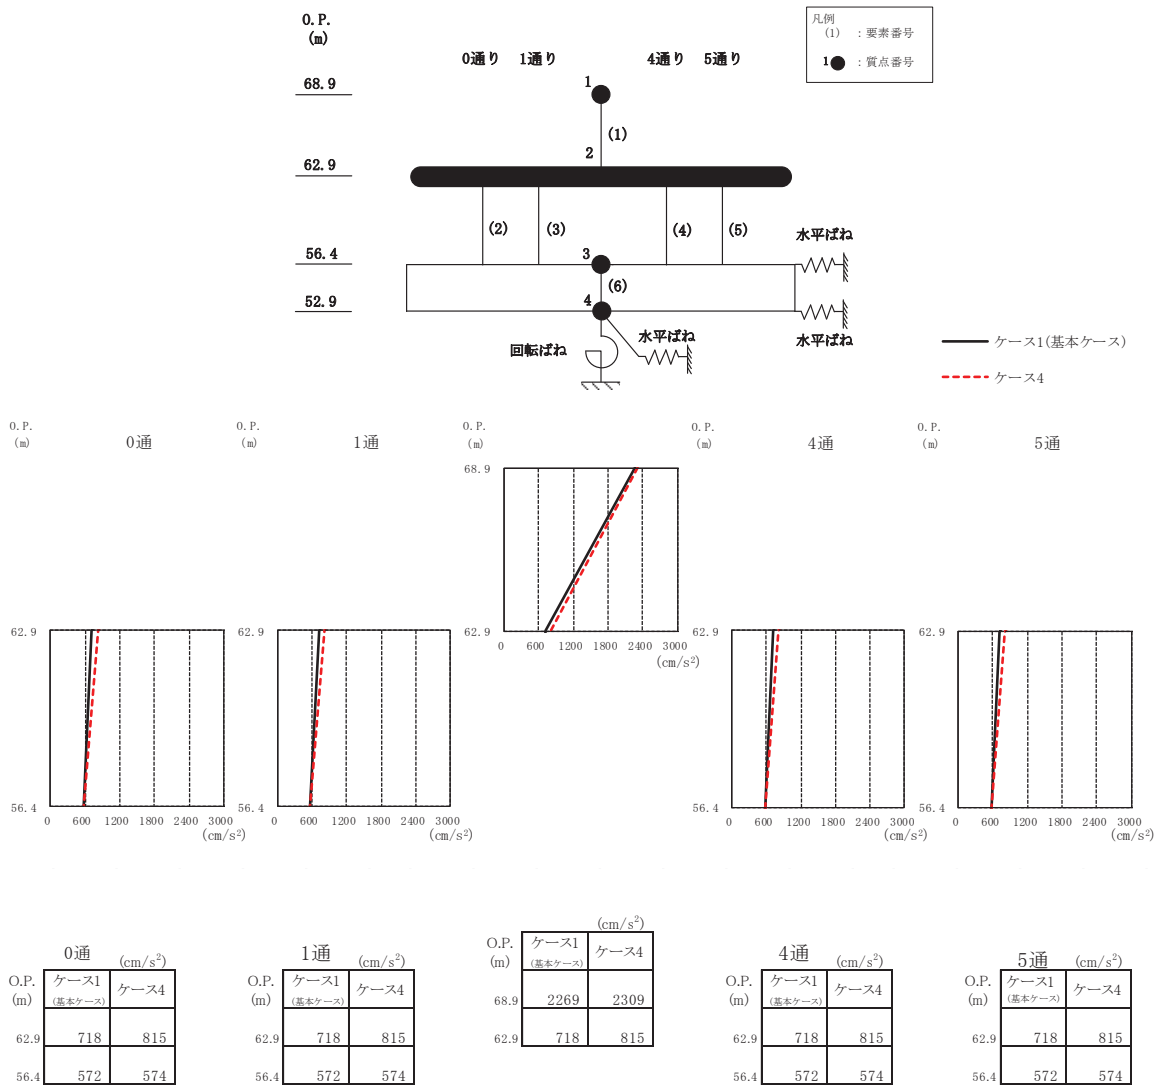 O.P.
(m)
0通り 1通り 4通り 5通り
凡例
(1) : 要素番号
1 : 質点番号
68.9
1
(1)
2
62.9
(2) (3) (4) (5)
水平ばね
56.4
3
(6)
52.9
4
水平ばね
水平ばね
回転ばね
ケース1(基本ケース)
ケース4
O.P.
(m)
0通
O.P.
(m)
1通
O.P.
(m)
O.P.
(m)
4通
O.P.
(m)
5通
68.9
62.9
0 600 1200 1800 2400 3000
(cm/s²)
62.9
56.4
0 600 1200 1800 2400 3000
(cm/s²)
62.9
56.4
0 600 1200 1800 2400 3000
(cm/s²)
62.9
56.4
0 600 1200 1800 2400 3000
(cm/s²)
62.9
56.4
0 600 1200 1800 2400 3000
(cm/s²)
0通 (cm/s²)
O.P.
(m)
ケース1
(基本ケース)
ケース4
62.9 718 815
56.4 572 574
1通 (cm/s²)
O.P.
(m)
ケース1
(基本ケース)
ケース4
62.9 718 815
56.4 572 574
(cm/s²)
O.P.
(m)
ケース1
(基本ケース)
ケース4
68.9 2269 2309
62.9 718 815
4通 (cm/s²)
O.P.
(m)
ケース1
(基本ケース)
ケース4
62.9 718 815
56.4 572 574
5通 (cm/s²)
O.P.
(m)
ケース1
(基本ケース)
ケース4
62.9 718 815
56.4 572 574